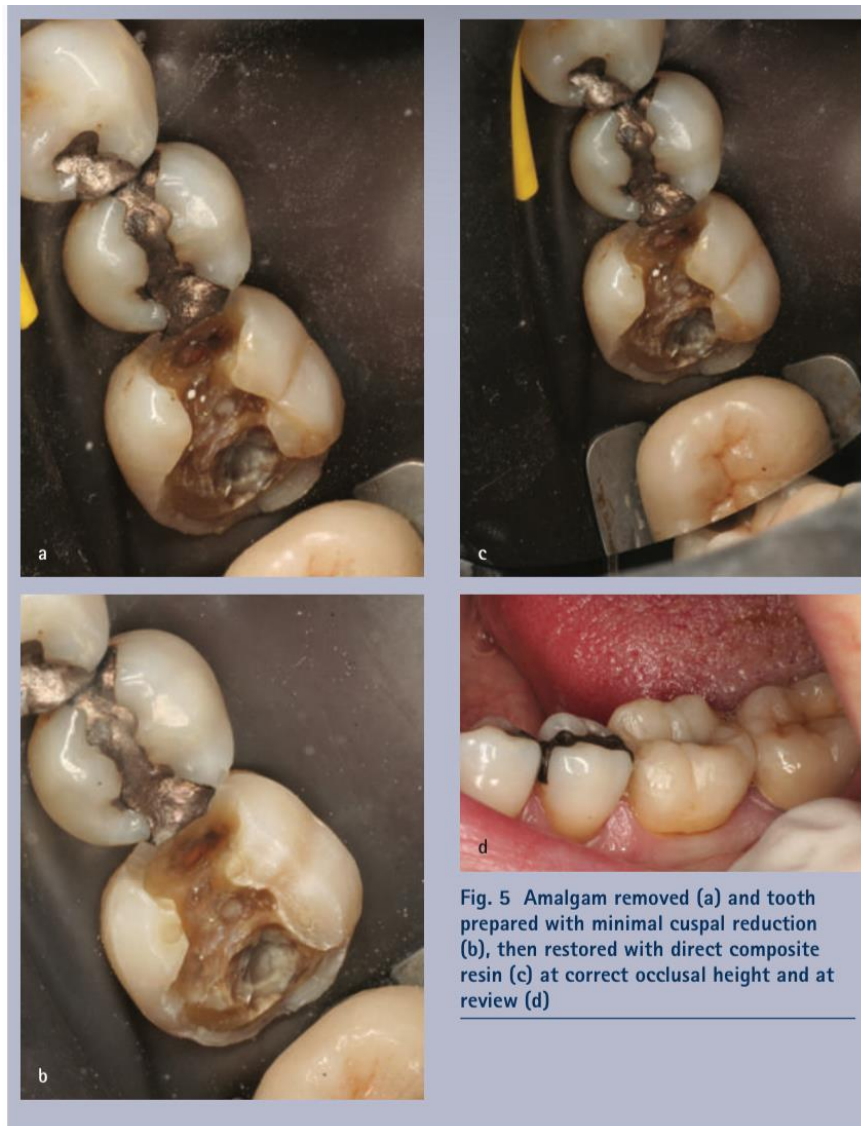 a
c
b
d
Fig. 5 Amalgam removed (a) and tooth
prepared with minimal cuspal reduction
(b), then restored with direct composite
resin (c) at correct occlusal height and at
review (d)